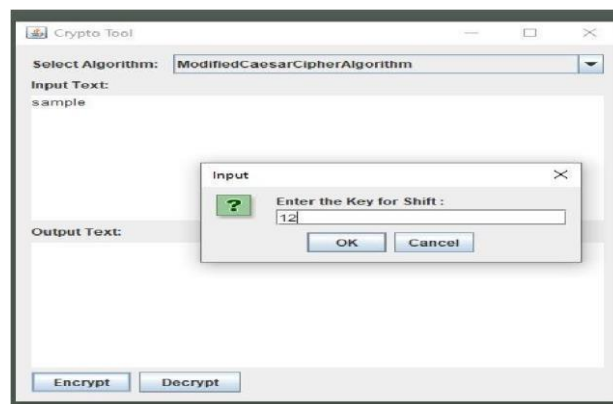 Crypto Tool
Select Algorithm: ModifiedCaesarCipherAlgorithm
Input Text:
sample
Input
?
Enter the Key for Shift :
12
OK Cancel
Output Text:
Encrypt Decrypt